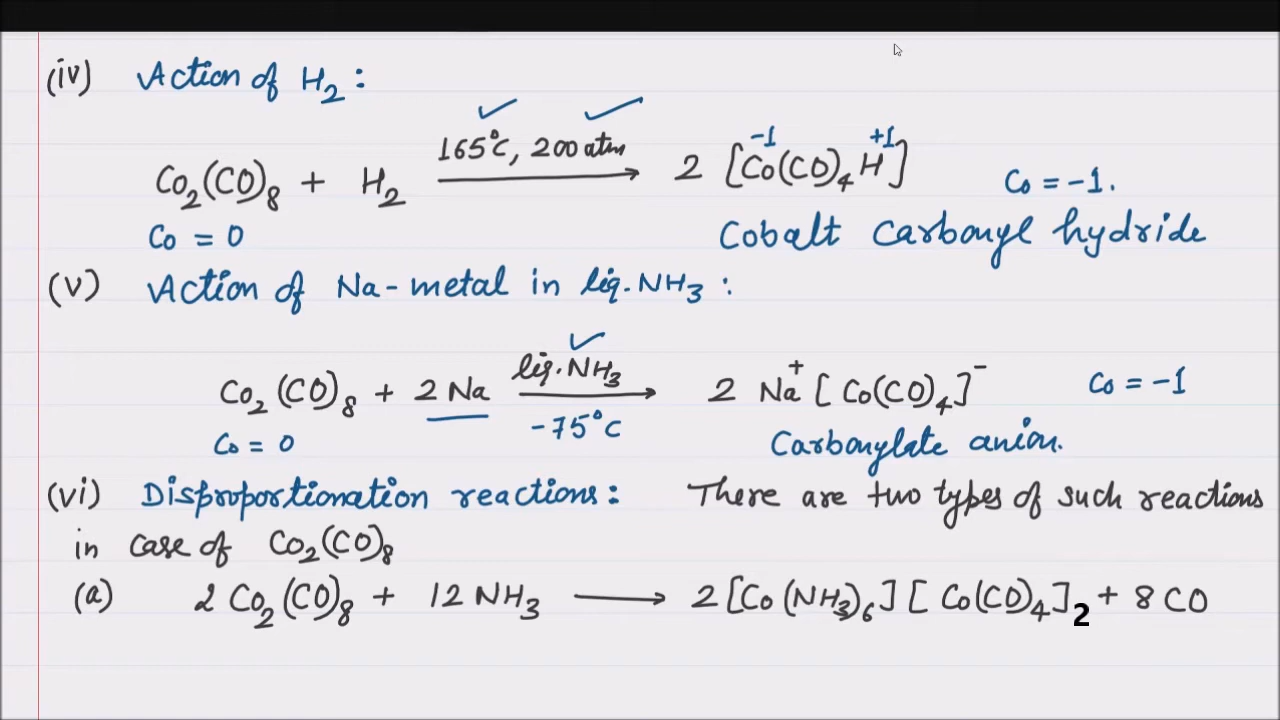 (iv) Action of H₂ :
165°C, 200 atm -1 +1
Co₂(CO)₈ + H₂ ⟶ 2 [Co(CO)₄H] Co = -1.
Co = 0 Cobalt Carbonyl hydride
(v) Action of Na-metal in liq. NH₃ :
liq. NH₃
Co₂(CO)₈ + 2 Na ⟶ 2 Na⁺[Co(CO)₄]⁻ Co = -1
-75°C
Co = 0 Carbonylate anion.
(vi) Disproportionation reactions : There are two types of such reactions
in case of Co₂(CO)₈
(a) 2 Co₂(CO)₈ + 12 NH₃ ⟶ 2 [Co(NH₃)₆][Co(CO)₄]₂ + 8 CO